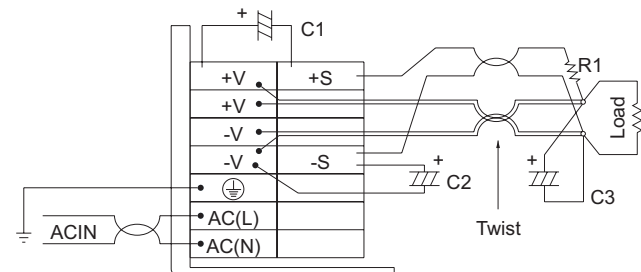 +
C1
+V
+S
+V
-V
-V
-S
AC(L)
AC(N)
ACIN
R1
Load
+
C2
+
C3
Twist